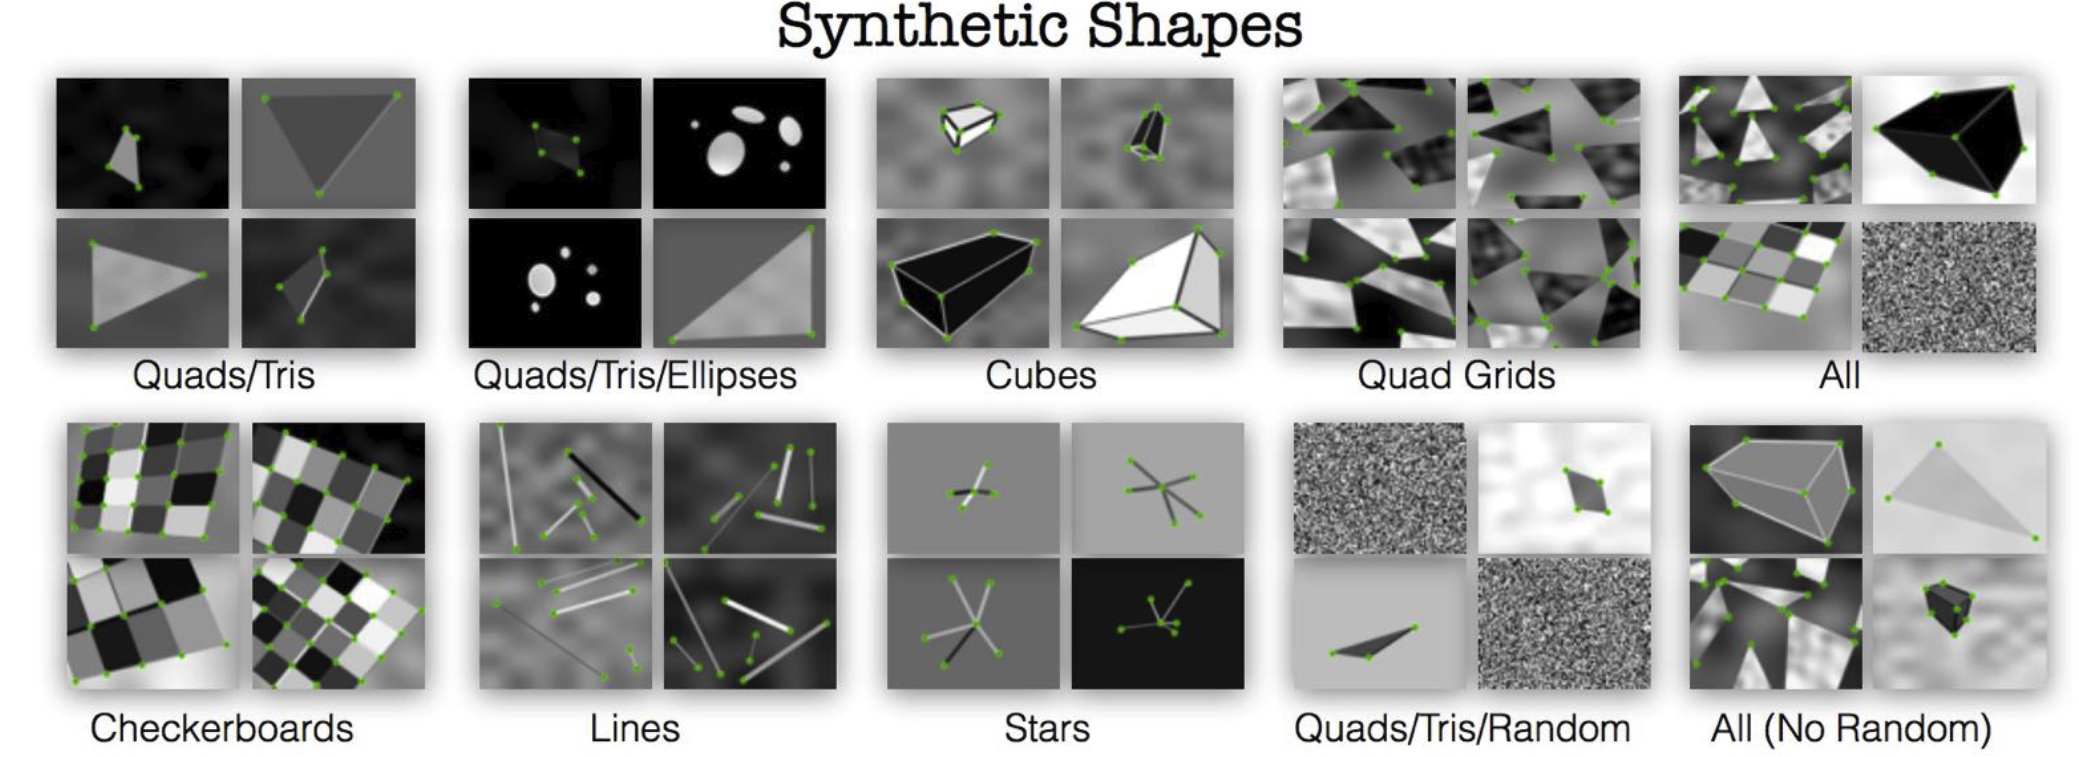 Synthetic Shapes
Quads/Tris
Quads/Tris/Ellipses
Cubes
Quad Grids
All
Checkerboards
Lines
Stars
Quads/Tris/Random
All (No Random)